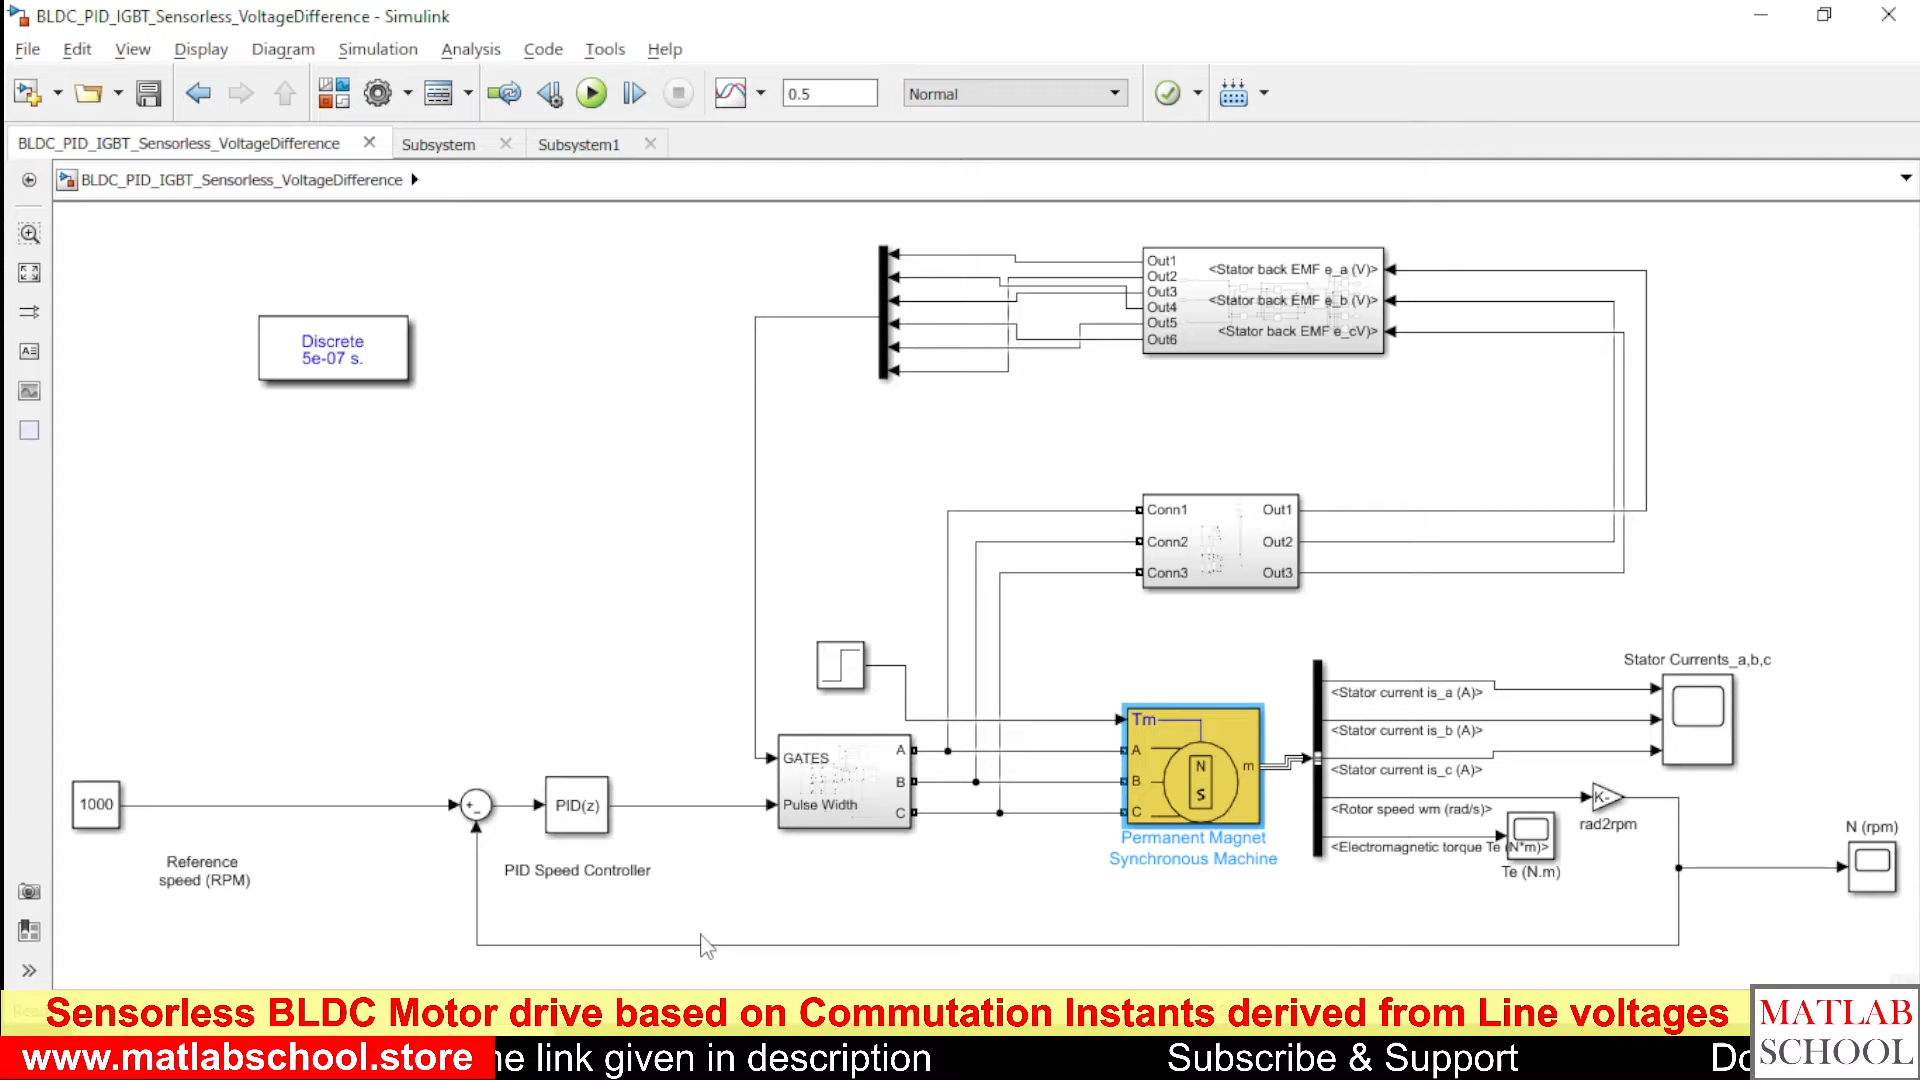 BLDC_PID_IGBT_Sensorless_VoltageDifference - Simulink
File Edit View Display Diagram Simulation Analysis Code Tools Help
0.5 Normal
BLDC_PID_IGBT_Sensorless_VoltageDifference Subsystem Subsystem1
BLDC_PID_IGBT_Sensorless_VoltageDifference
Discrete
5e-07 s.
Out1
Out2
Out3
Out4
Out5
Out6
<Stator back EMF e_a (V)>
<Stator back EMF e_b (V)>
<Stator back EMF e_cV)>
Conn1 Out1
Conn2 Out2
Conn3 Out3
1000
Reference
speed (RPM)
+
-
PID(z)
PID Speed Controller
GATES
Pulse Width
A
B
C
Tm
A
B
C
N
S
m
Permanent Magnet
Synchronous Machine
<Stator current is_a (A)>
<Stator current is_b (A)>
<Stator current is_c (A)>
<Rotor speed wm (rad/s)>
<Electromagnetic torque Te (N*m)>
Stator Currents_a,b,c
K-
rad2rpm
Te (N.m)
N (rpm)
Sensorless BLDC Motor drive based on Commutation Instants derived from Line voltages
www.matlabschool.store
he link given in description Subscribe & Support Do
MATLAB
SCHOOL